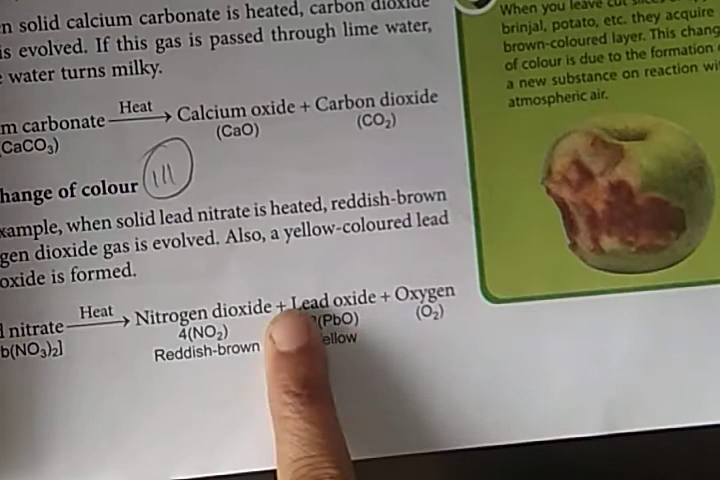 n solid calcium carbonate is heated, carbon dioxide
is evolved. If this gas is passed through lime water,
water turns milky.
m carbonate Heat Calcium oxide + Carbon dioxide
CaCO₃) (CaO) (CO₂)
hange of colour 111
xample, when solid lead nitrate is heated, reddish-brown
gen dioxide gas is evolved. Also, a yellow-coloured lead
oxide is formed.
nitrate Heat Nitrogen dioxide + Lead oxide + Oxygen
b(NO₃)₂] 4(NO₂) (PbO) (O₂)
Reddish-brown ellow
When you leave cut slices
brinjal, potato, etc. they acquire
brown-coloured layer. This chang
of colour is due to the formation
a new substance on reaction wi
atmospheric air.